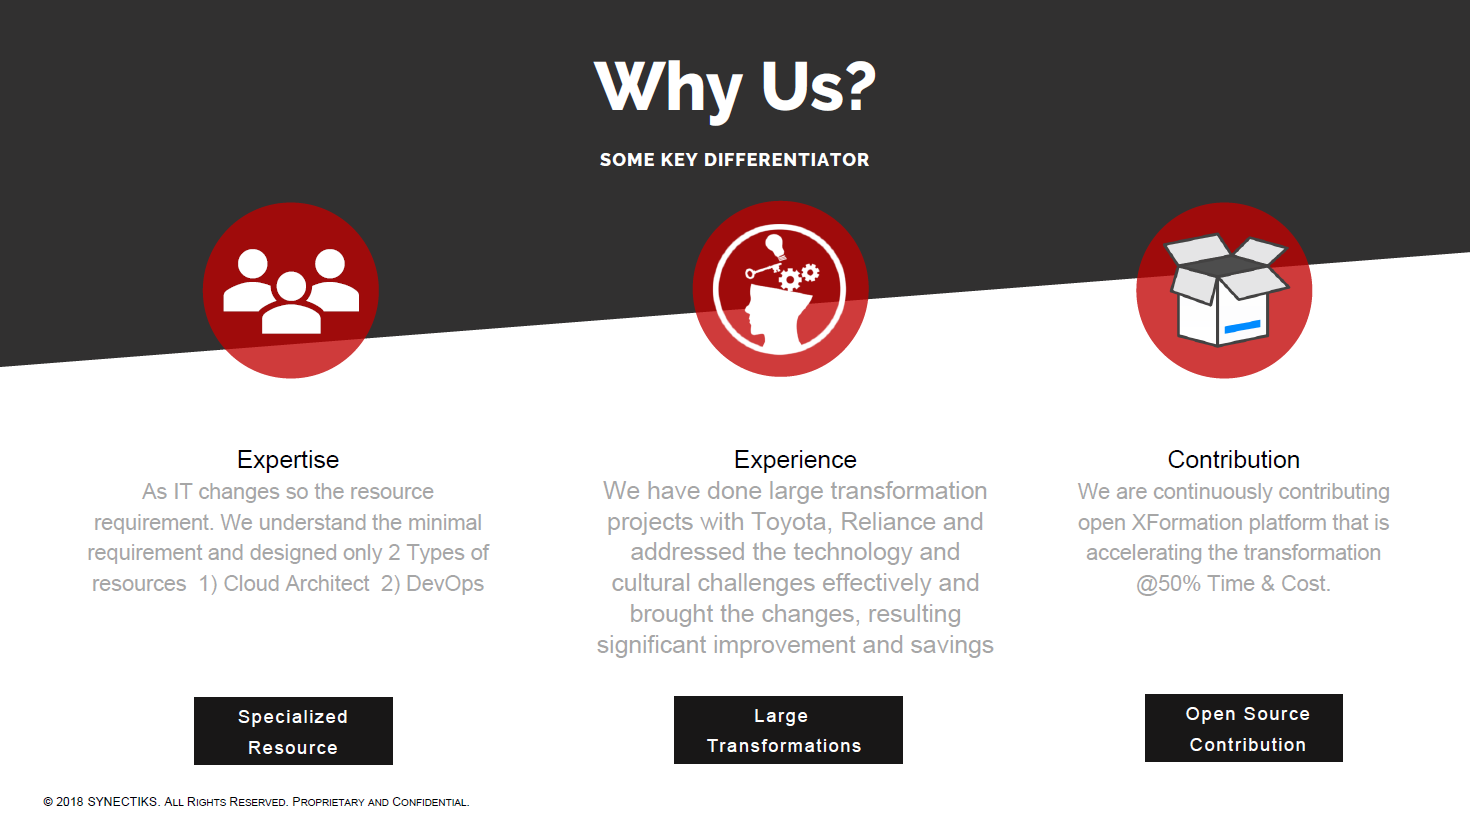 Why Us?
SOME KEY DIFFERENTIATOR
Expertise
As IT changes so the resource
requirement. We understand the minimal
requirement and designed only 2 Types of
resources  1) Cloud Architect  2) DevOps
Specialized
Resource
Experience
We have done large transformation
projects with Toyota, Reliance and
addressed the technology and
cultural challenges effectively and
brought the changes, resulting
significant improvement and savings
Large
Transformations
Contribution
We are continuously contributing
open XFormation platform that is
accelerating the transformation
@50% Time & Cost.
Open Source
Contribution
© 2018 SYNECTIKS. ALL RIGHTS RESERVED. PROPRIETARY AND CONFIDENTIAL.